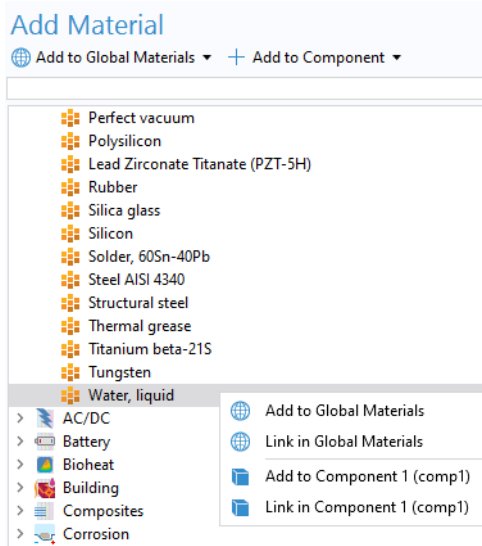 Add Material
Add to Global Materials
Add to Component
Perfect vacuum
Polysilicon
Lead Zirconate Titanate (PZT-5H)
Rubber
Silica glass
Silicon
Solder, 60Sn-40Pb
Steel AISI 4340
Structural steel
Thermal grease
Titanium beta-21S
Tungsten
Water, liquid
AC/DC
Battery
Bioheat
Building
Composites
Corrosion
Add to Global Materials
Link in Global Materials
Add to Component 1 (comp1)
Link in Component 1 (comp1)